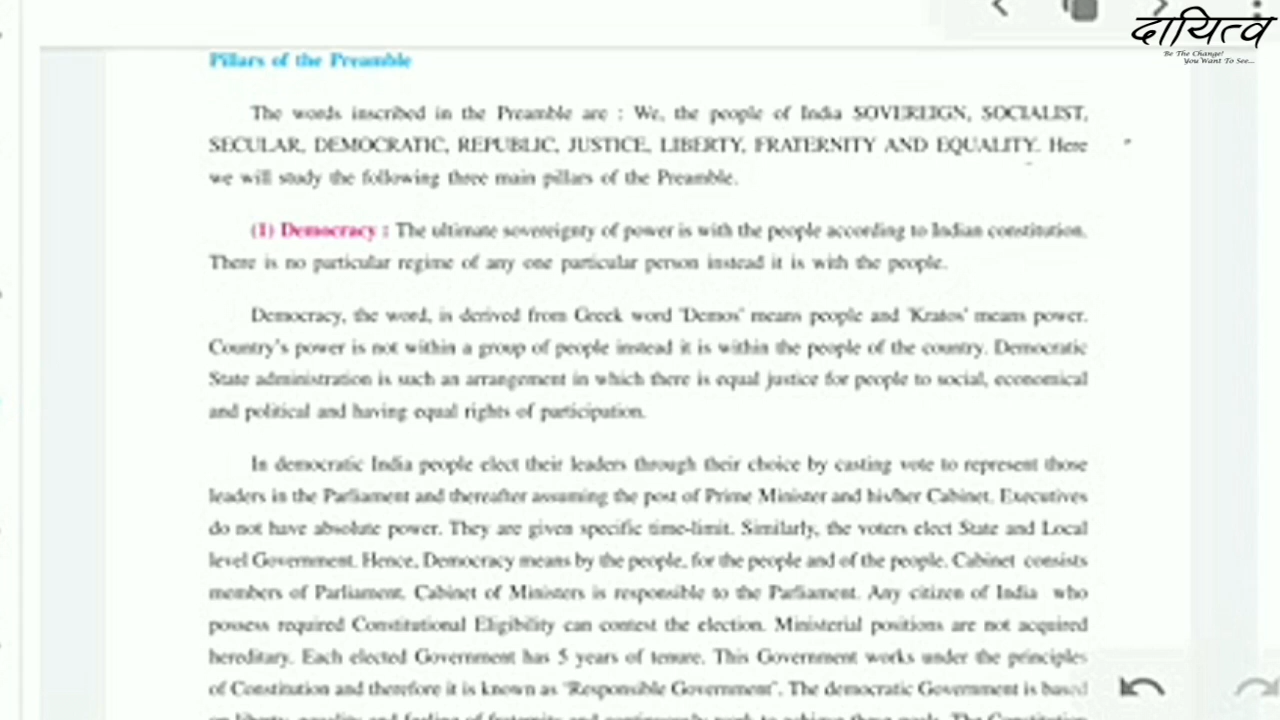 दायित्व
Be The Change!
You Want To See...
Pillars of the Preamble
The words inscribed in the Preamble are : We, the people of India SOVEREIGN, SOCIALIST,
SECULAR, DEMOCRATIC, REPUBLIC, JUSTICE, LIBERTY, FRATERNITY AND EQUALITY. Here
we will study the following three main pillars of the Preamble.
(1) Democracy : The ultimate sovereignty of power is with the people according to Indian constitution.
There is no particular regime of any one particular person instead it is with the people.
Democracy, the word, is derived from Greek word 'Demos' means people and 'Kratos' means power.
Country's power is not within a group of people instead it is within the people of the country. Democratic
State administration is such an arrangement in which there is equal justice for people to social, economical
and political and having equal rights of participation.
In democratic India people elect their leaders through their choice by casting vote to represent those
leaders in the Parliament and thereafter assuming the post of Prime Minister and his/her Cabinet. Executives
do not have absolute power. They are given specific time-limit. Similarly, the voters elect State and Local
level Government. Hence, Democracy means by the people, for the people and of the people. Cabinet consists
members of Parliament. Cabinet of Ministers is responsible to the Parliament. Any citizen of India who
possess required Constitutional Eligibility can contest the election. Ministerial positions are not acquired
hereditary. Each elected Government has 5 years of tenure. This Government works under the principles
of Constitution and therefore it is known as 'Responsible Government'. The democratic Government is based